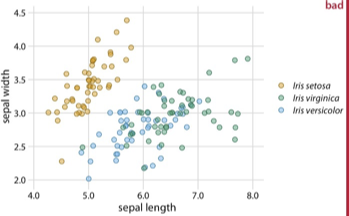 bad
4.5
4.0
3.5
3.0
2.5
2.0
sepal width
4.0 5.0 6.0 7.0 8.0
sepal length
Iris setosa
Iris virginica
Iris versicolor